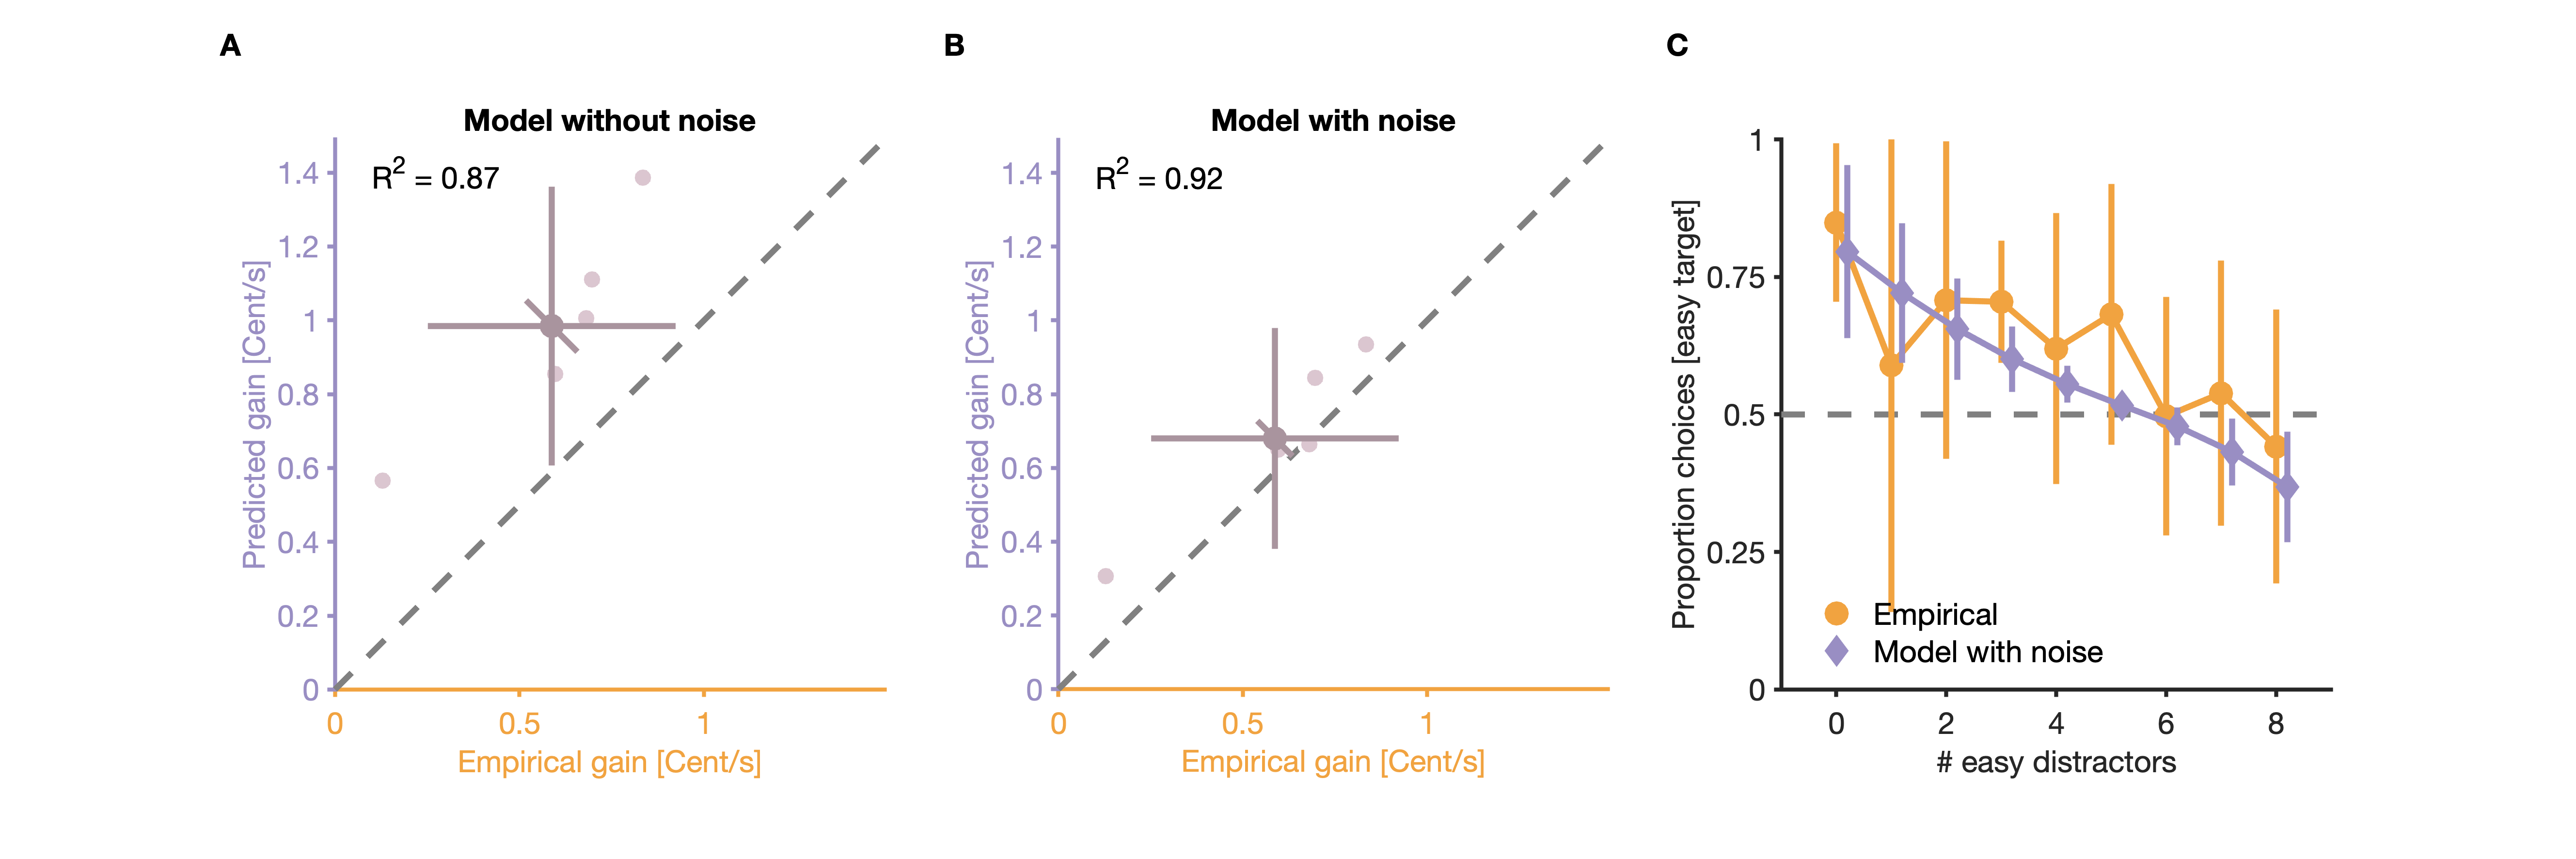 A
Model without noise
R² = 0.87
1.4
1.2
1
0.8
0.6
0.4
0.2
0
Predicted gain [Cent/s]
0
0.5
1
Empirical gain [Cent/s]
B
Model with noise
R² = 0.92
1.4
1.2
1
0.8
0.6
0.4
0.2
0
Predicted gain [Cent/s]
0
0.5
1
Empirical gain [Cent/s]
C
1
0.75
0.5
0.25
0
Proportion choices [easy target]
Empirical
Model with noise
0
2
4
6
8
# easy distractors